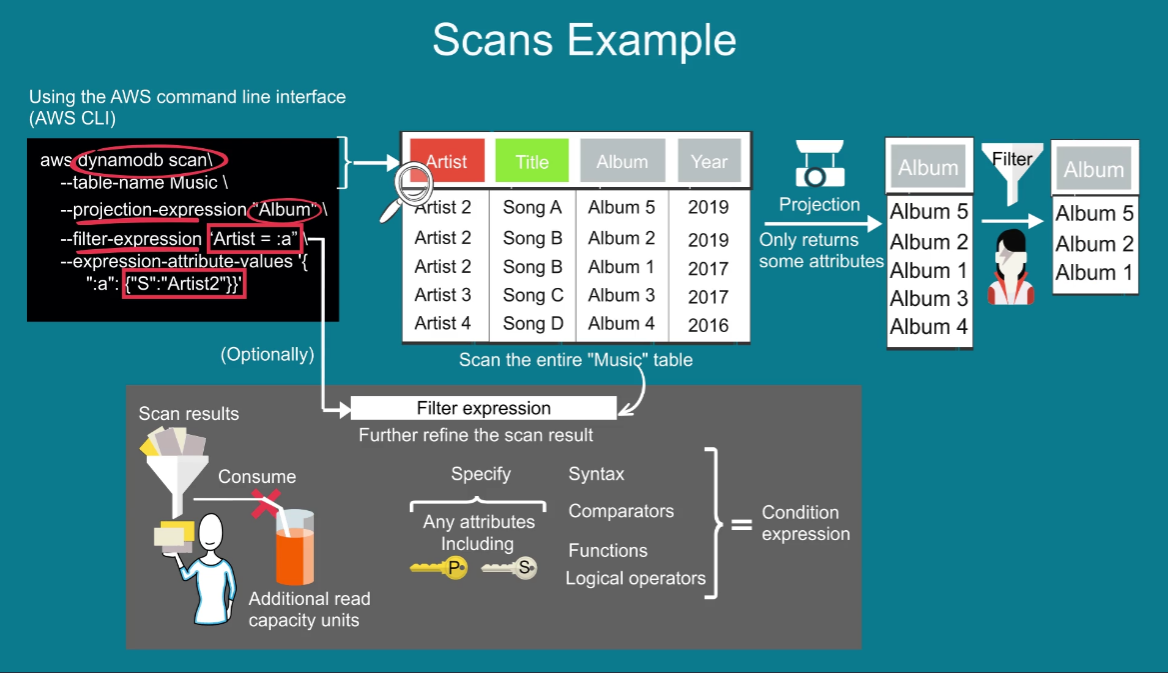 Scans Example
Using the AWS command line interface
(AWS CLI)
aws dynamodb scan\
--table-name Music \
--projection-expression "Album" \
--filter-expression 'Artist = :a" \
--expression-attribute-values '{
":a": {"S":"Artist2"}}'
Artist Title Album Year
Artist 2 Song A Album 5 2019
Artist 2 Song B Album 2 2019
Artist 2 Song B Album 1 2017
Artist 3 Song C Album 3 2017
Artist 4 Song D Album 4 2016
Scan the entire "Music" table
Projection
Only returns
some attributes
Album
Album 5
Album 2
Album 1
Album 3
Album 4
Filter
Album
Album 5
Album 2
Album 1
(Optionally)
Filter expression
Further refine the scan result
Scan results
Consume
Additional read
capacity units
Specify
Any attributes
Including
P S
Syntax
Comparators
Functions
Logical operators
= Condition
expression